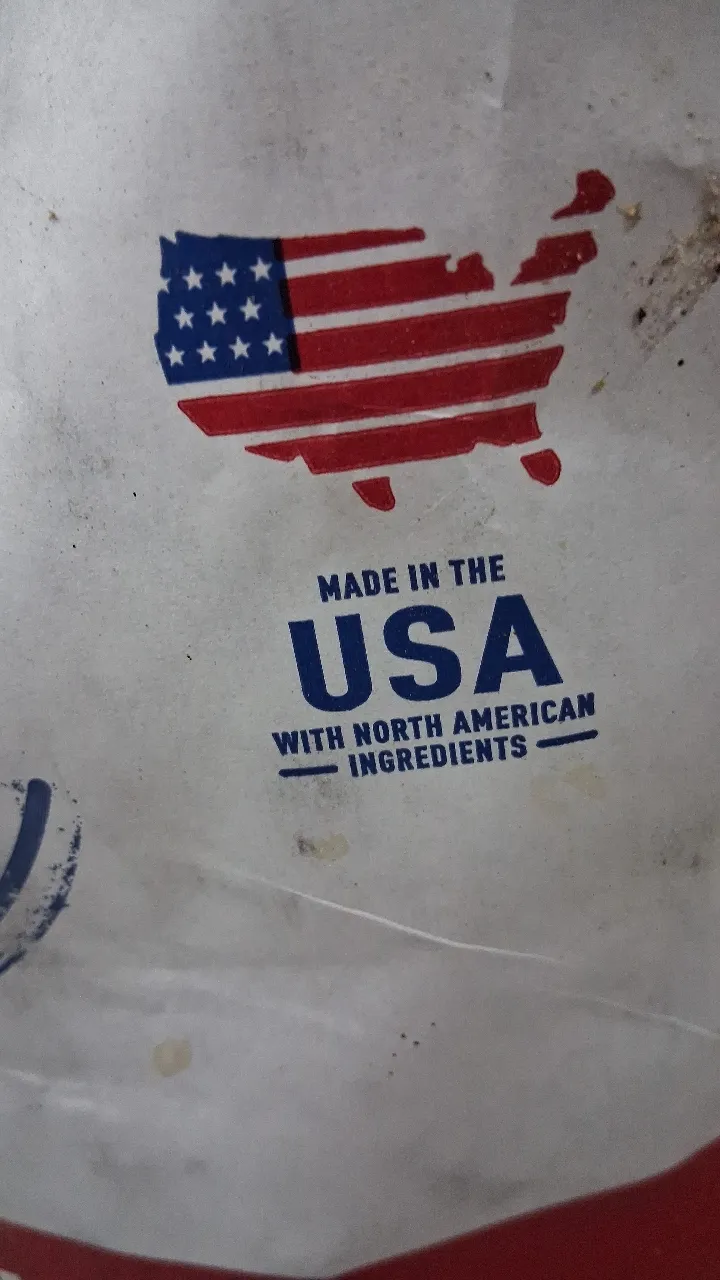 MADE IN THE
USA
WITH NORTH AMERICAN
INGREDIENTS